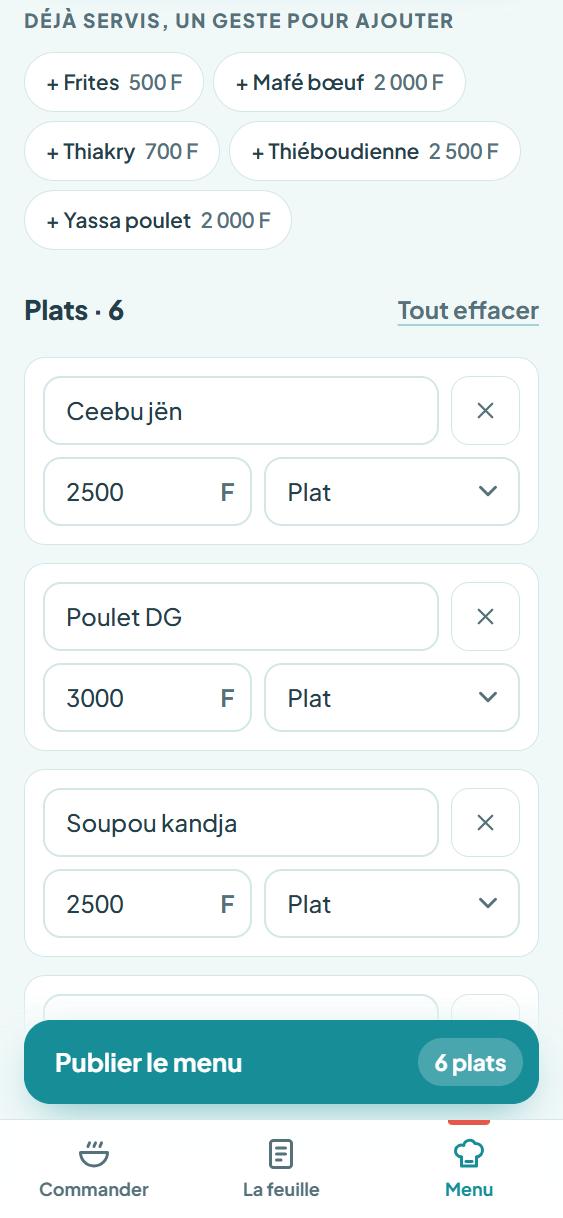 DÉJÀ SERVIS, UN GESTE POUR AJOUTER
+ Frites 500 F
+ Mafé bœuf 2 000 F
+ Thiakry 700 F
+ Thiéboudienne 2 500 F
+ Yassa poulet 2 000 F
Plats · 6
Tout effacer
Ceebu jën
2500 F
Plat
Poulet DG
3000 F
Plat
Soupou kandja
2500 F
Plat
Publier le menu
6 plats
Commander
La feuille
Menu